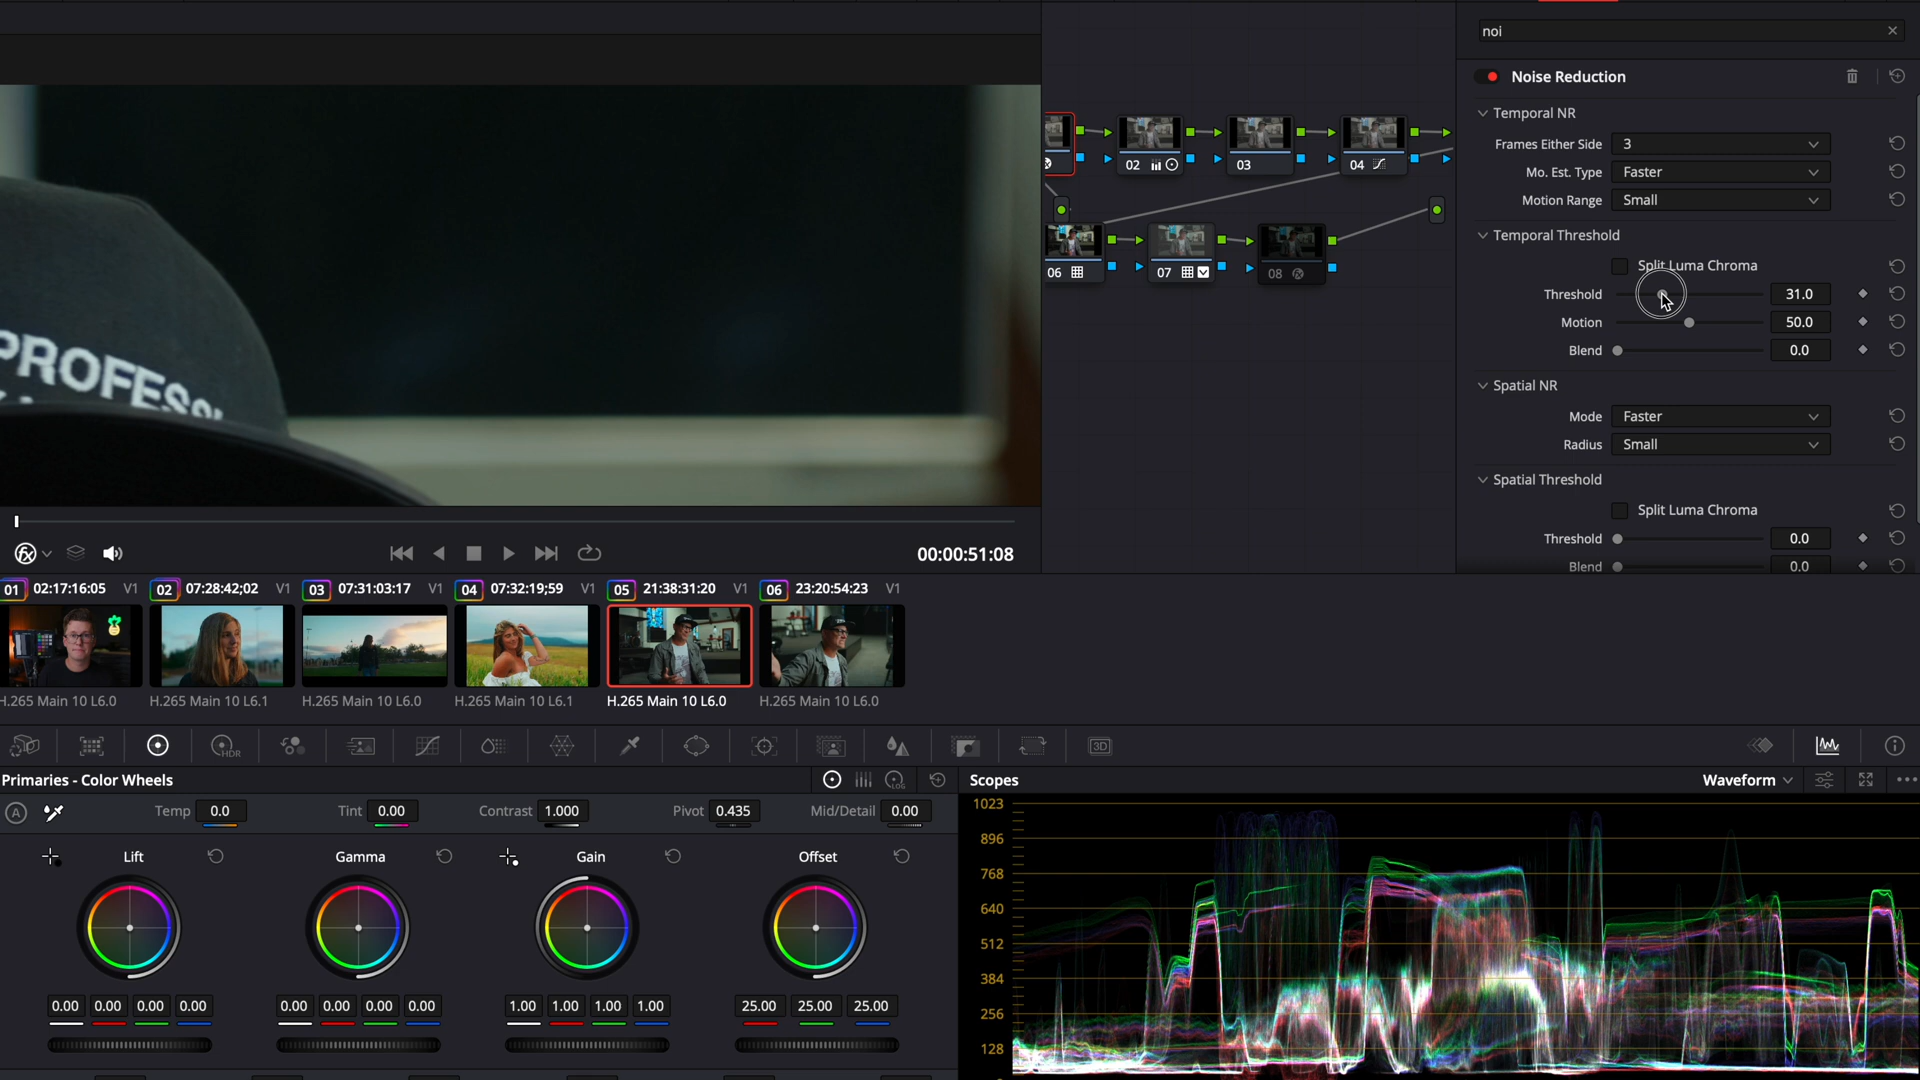 noi
Noise Reduction
Temporal NR
Frames Either Side 3
Mo. Est. Type Faster
Motion Range Small
Temporal Threshold
Split Luma Chroma
Threshold 31.0
Motion 50.0
Blend 0.0
Spatial NR
Mode Faster
Radius Small
Spatial Threshold
Split Luma Chroma
Threshold 0.0
Blend 0.0
02
03
04
06
07
08
PROFESSI
00:00:51:08
01 02:17:16:05 V1 02 07:28:42;02 V1 03 07:31:03:17 V1 04 07:32:19;59 V1 05 21:38:31:20 V1 06 23:20:54:23 V1
H.265 Main 10 L6.0 H.265 Main 10 L6.1 H.265 Main 10 L6.0 H.265 Main 10 L6.1 H.265 Main 10 L6.0 H.265 Main 10 L6.0
HDR
3D
Primaries - Color Wheels
LOG
A Temp 0.0 Tint 0.00 Contrast 1.000 Pivot 0.435 Mid/Detail 0.00
Lift Gamma Gain Offset
0.00 0.00 0.00 0.00 0.00 0.00 0.00 0.00 1.00 1.00 1.00 1.00 25.00 25.00 25.00
Scopes Waveform
1023
896
768
640
512
384
256
128